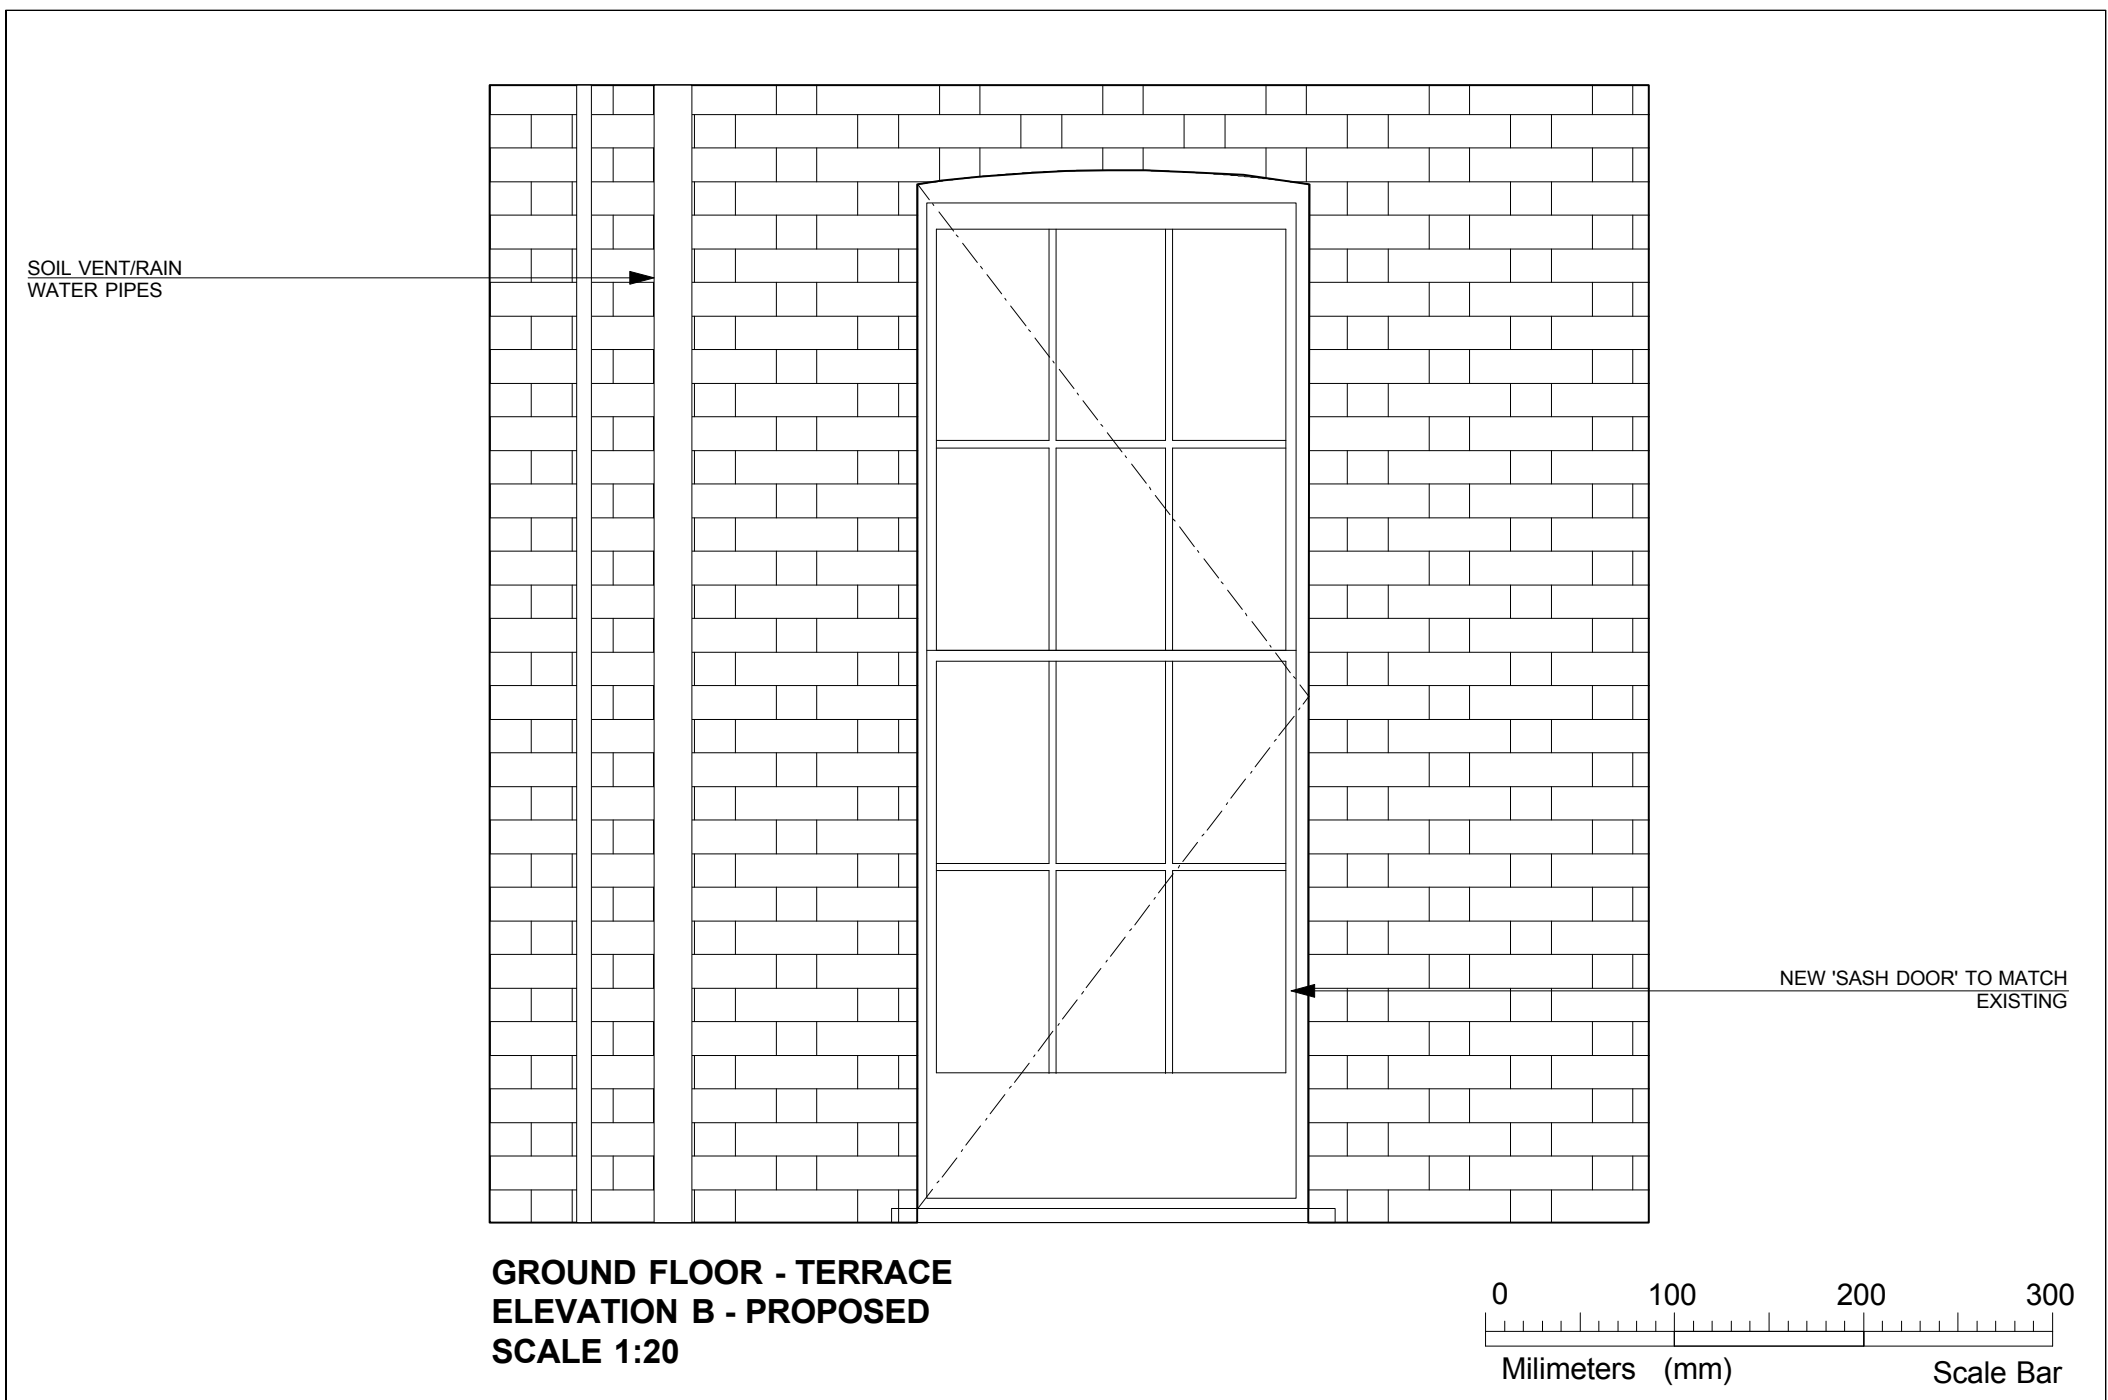 SOIL VENT/RAIN
WATER PIPES
NEW 'SASH DOOR' TO MATCH
EXISTING
GROUND FLOOR - TERRACE
ELEVATION B - PROPOSED
SCALE 1:20
0 100 200 300
Milimeters (mm) Scale Bar